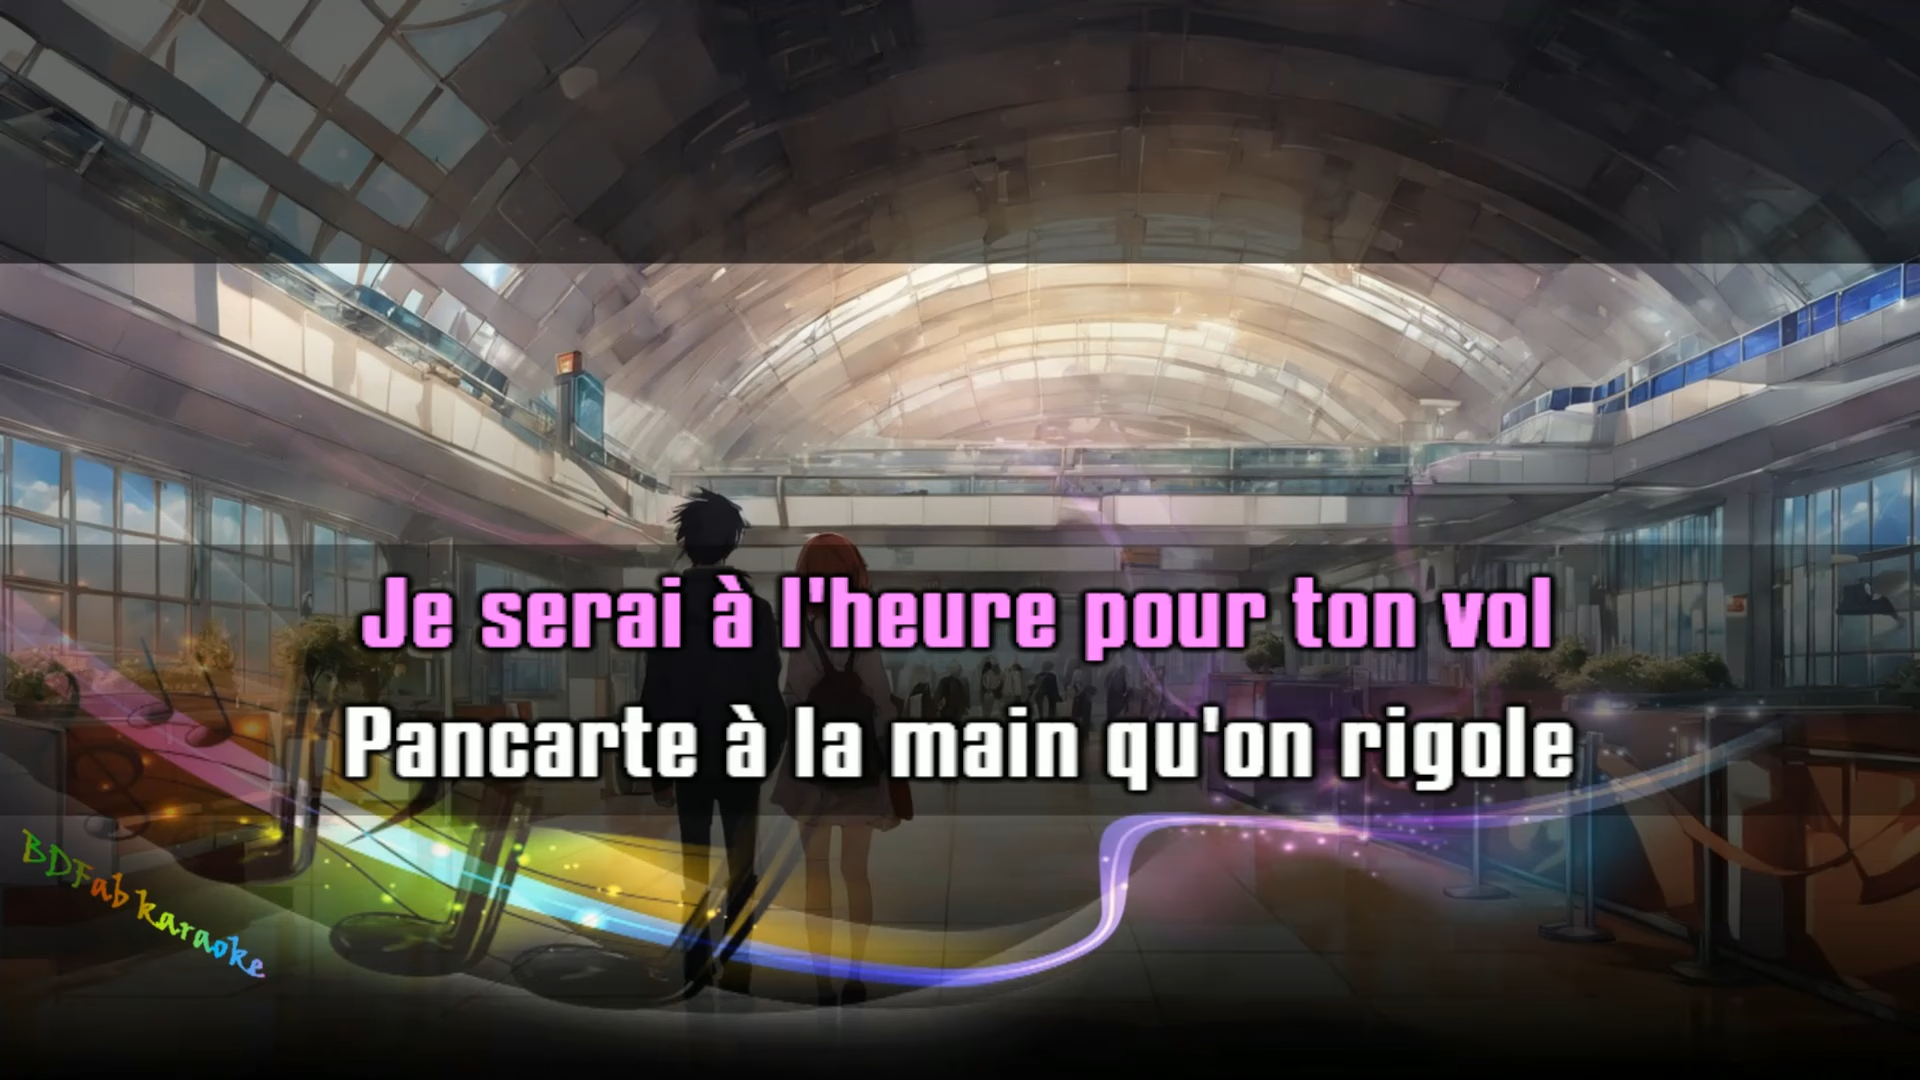 Je serai à l'heure pour ton vol
Pancarte à la main qu'on rigole
BDFab karaoke